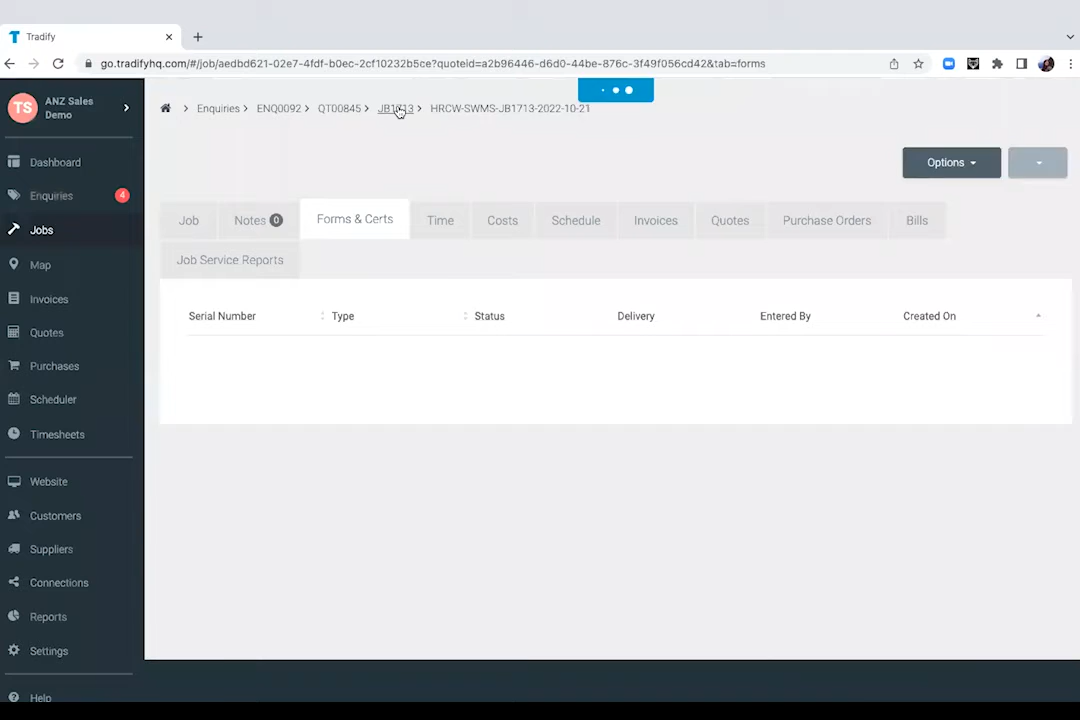 Tradify
go.tradifyhq.com/#/job/aedbd621-02e7-4fdf-b0ec-2cf10232b5ce?quoteid=a2b96446-d6d0-44be-876c-3f49f056cd42&tab=forms
TS
ANZ Sales
Demo
Enquiries
ENQ0092
QT00845
JB1713
HRCW-SWMS-JB1713-2022-10-21
Options
Dashboard
Enquiries 4
Jobs
Map
Invoices
Quotes
Purchases
Scheduler
Timesheets
Website
Customers
Suppliers
Connections
Reports
Settings
Help
Job
Notes 0
Forms & Certs
Time
Costs
Schedule
Invoices
Quotes
Purchase Orders
Bills
Job Service Reports
Serial Number
Type
Status
Delivery
Entered By
Created On